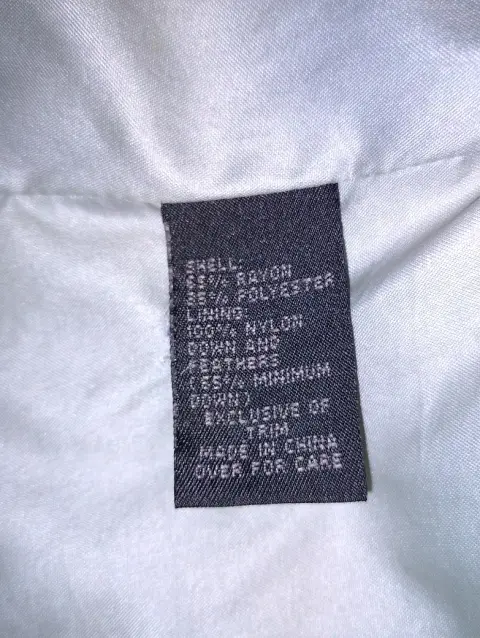 SHELL:
65% RAYON
35% POLYESTER
LINING:
100% NYLON
DOWN AND
FEATHERS
(55% MINIMUM
DOWN)
EXCLUSIVE OF
TRIM
MADE IN CHINA
OVER FOR CARE